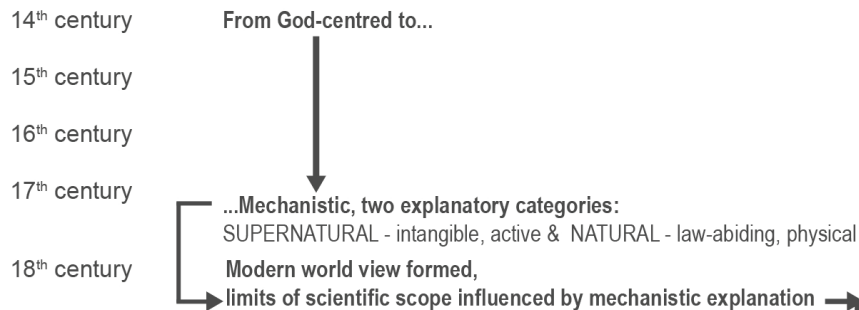 14th century From God-centred to...
15th century
16th century
17th century
...Mechanistic, two explanatory categories:
SUPERNATURAL - intangible, active & NATURAL - law-abiding, physical
18th century Modern world view formed,
limits of scientific scope influenced by mechanistic explanation